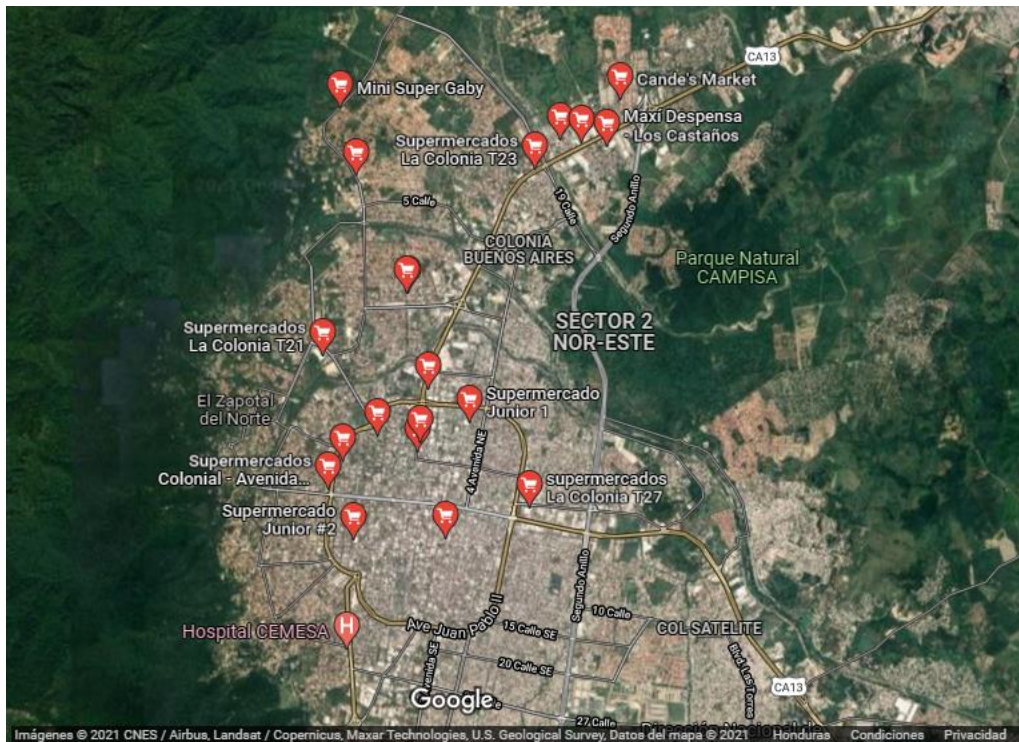 CA13
Cande's Market
Mini Super Gaby
Maxi Despensa
- Los Castaños
Supermercados
La Colonia T23
5 Calle
19 Calle
Segundo Anillo
COLONIA
BUENOS AIRES
Parque Natural
CAMPISA
Supermercados
La Colonia T21
SECTOR 2
NOR-ESTE
El Zapotal
del Norte
Supermercado
Junior 1
4 Avenida NE
Supermercados
Colonial - Avenida...
supermercados
La Colonia T27
Supermercado
Junior #2
Segundo Anillo
Hospital CEMESA
H
Ave Juan Pablo II
10 Calle
15 Calle SE
COL SATELITE
20 Calle SE
Avenida SE
Blvd. Las Torres
CA13
Google
27 Calle
Imágenes © 2021 CNES / Airbus, Landsat / Copernicus, Maxar Technologies, U.S. Geological Survey, Datos del mapa © 2021 Honduras Condiciones Privacidad